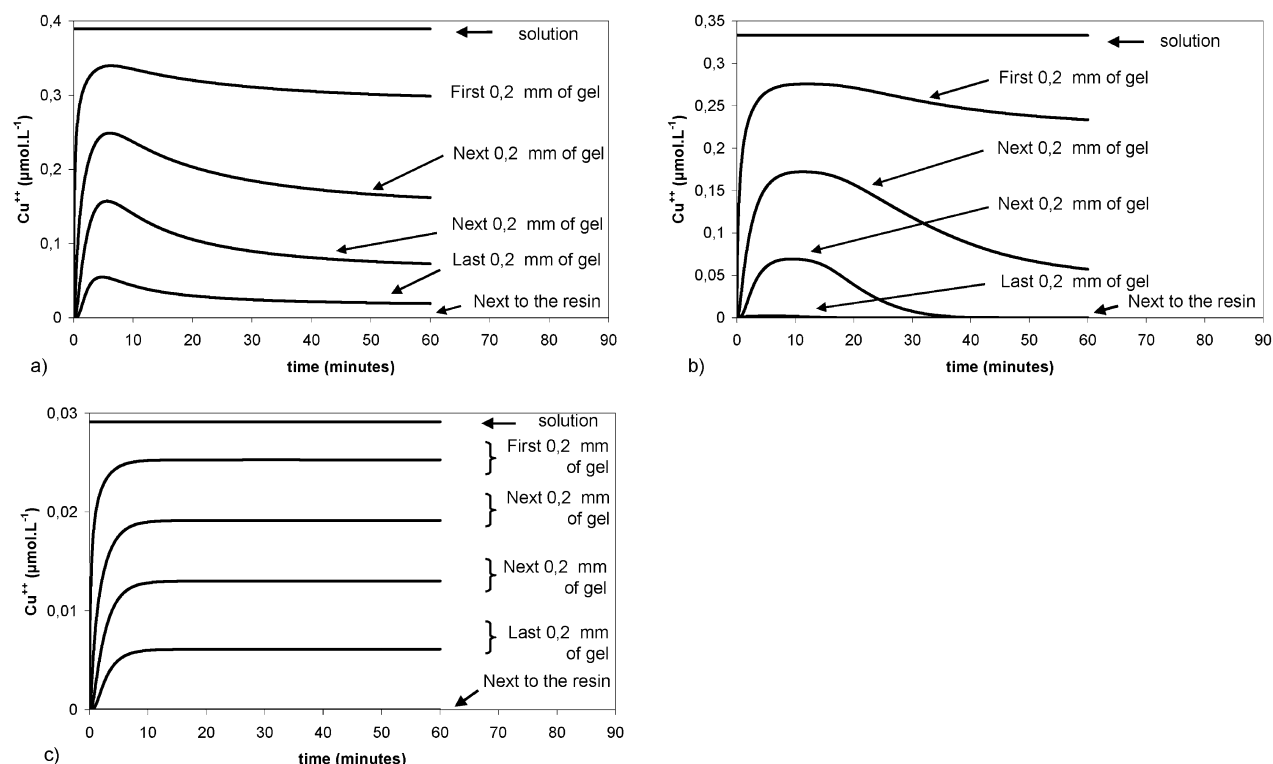 0,4
0,3
0,2
0,1
0
Cu++ (µmol.L-1)
solution
First 0,2 mm of gel
Next 0,2 mm of gel
Next 0,2 mm of gel
Last 0,2 mm of gel
Next to the resin
0 10 20 30 40 50 60 70 80 90
time (minutes)
a)
0,35
0,3
0,25
0,2
0,15
0,1
0,05
0
Cu++ (µmol.L-1)
solution
First 0,2 mm of gel
Next 0,2 mm of gel
Next 0,2 mm of gel
Last 0,2 mm of gel
Next to the resin
0 10 20 30 40 50 60 70 80 90
time (minutes)
b)
0,03
0,02
0,01
0
Cu++ (µmol.L-1)
solution
First 0,2 mm
of gel
Next 0,2 mm
of gel
Next 0,2 mm
of gel
Last 0,2 mm
of gel
Next to the resin
0 10 20 30 40 50 60 70 80 90
time (minutes)
c)